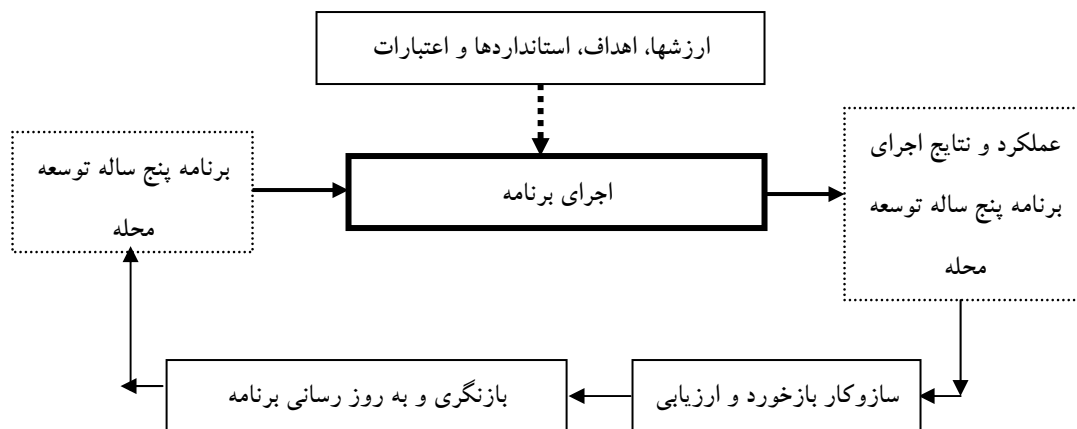 ارزشها، اهداف، استانداردها و اعتبارات
برنامه پنج ساله توسعه
محله
اجرای برنامه
عملکرد و نتایج اجرای
برنامه پنج ساله توسعه
محله
سازوکار بازخورد و ارزیابی
بازنگری و به روز رسانی برنامه